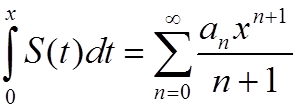 ∫₀ˣ S(t)dt = ∑ₙ₌₀^∞ aₙxⁿ⁺¹ / n+1